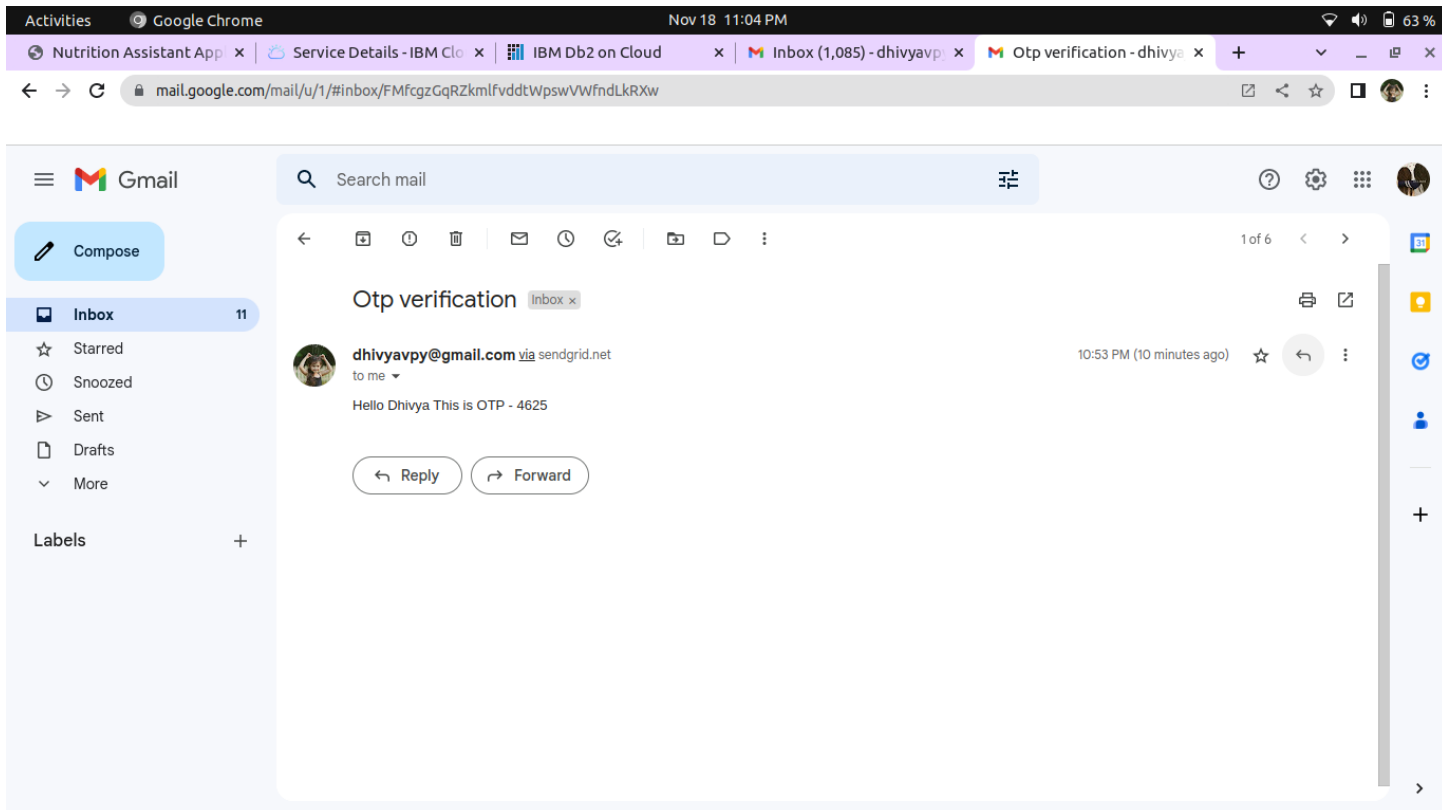 Activities Google Chrome Nov 18 11:04 PM 63 %
Nutrition Assistant Appl Service Details - IBM Clo IBM Db2 on Cloud Inbox (1,085) - dhivyavpy Otp verification - dhivya
mail.google.com/mail/u/1/#inbox/FMfcgzGqRZkmlfvddtWpswVWfndLkRXw
Gmail Search mail
Compose 1 of 6 31
Otp verification Inbox ×
Inbox 11
Starred dhivyavpy@gmail.com via sendgrid.net 10:53 PM (10 minutes ago)
to me
Snoozed
Hello Dhivya This is OTP - 4625
Sent
Drafts
Reply Forward
More
Labels